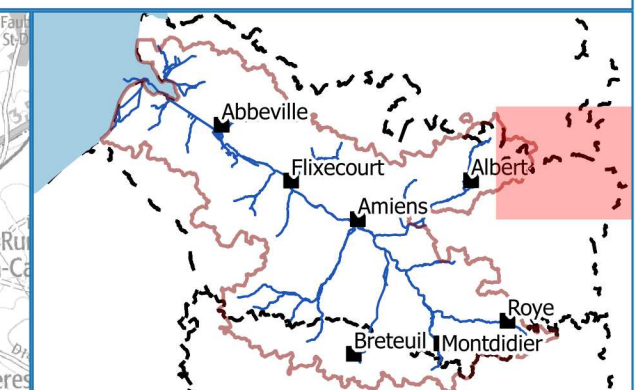 Abbeville
Flixecourt
Albert
Amiens
Roye
Breteuil
Montdidier